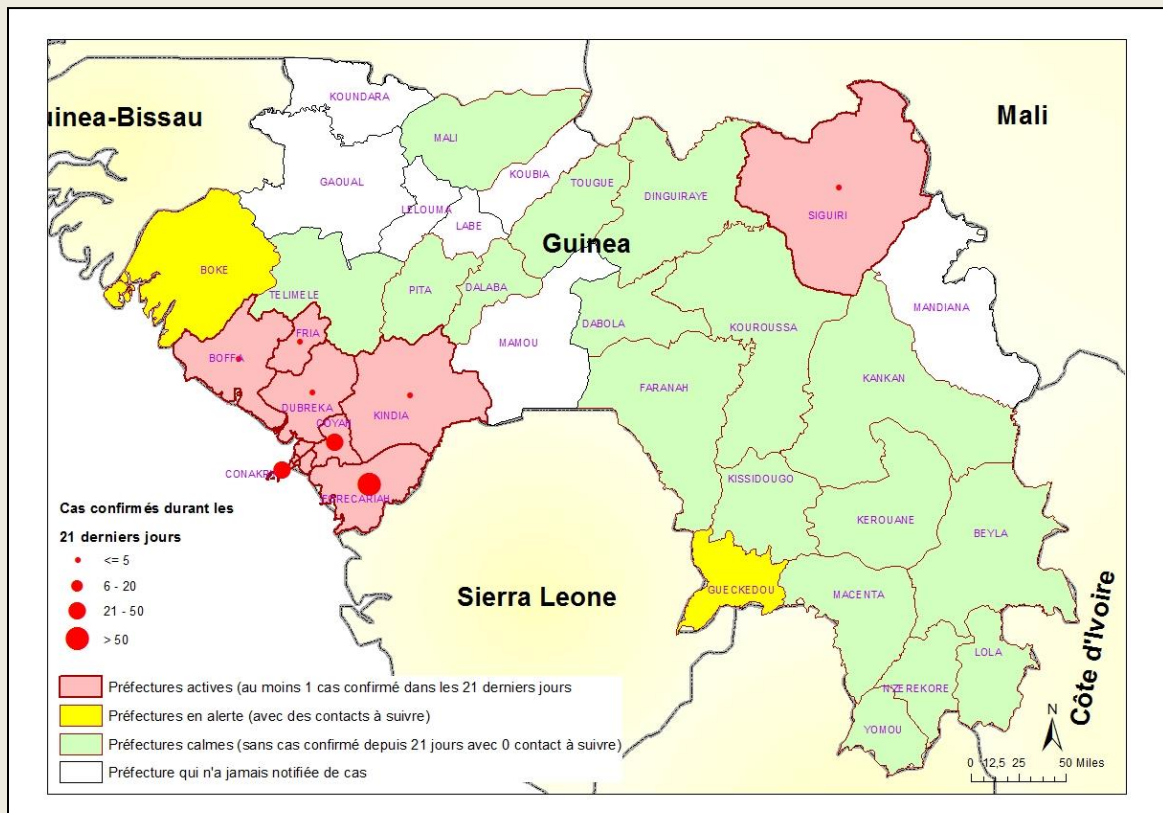 KOUNDARA
uinea-Bissau
Mali
MALI
KOUBIA
TOUGUE
GAOUAL
DINGUIRAYE
LELOUMA
SIGUIRI
LABE
Guinea
BOKE
PITA
DALABA
TELIMELE
MANDIANA
DABOLA
KOUROUSSA
FRIA
MAMOU
BOFFA
KANKAN
FARANAH
DUBREKA
KINDIA
COYAH
CONAKR
KISSIDOUGO
RRECARIAH
KEROUANE
BEYLA
Cas confirmés durant les
21 derniers jours
<= 5
6 - 20
21 - 50
> 50
GUECKEDOU
Sierra Leone
MACENTA
Côte d'Ivoire
LOLA
NZEREKORE
YOMOU
N
0 12,5 25 50 Miles
Préfectures actives (au moins 1 cas confirmé dans les 21 derniers jours
Préfectures en alerte (avec des contacts à suivre)
Préfectures calmes (sans cas confirmé depuis 21 jours avec 0 contact à suivre)
Préfecture qui n'a jamais notifiée de cas